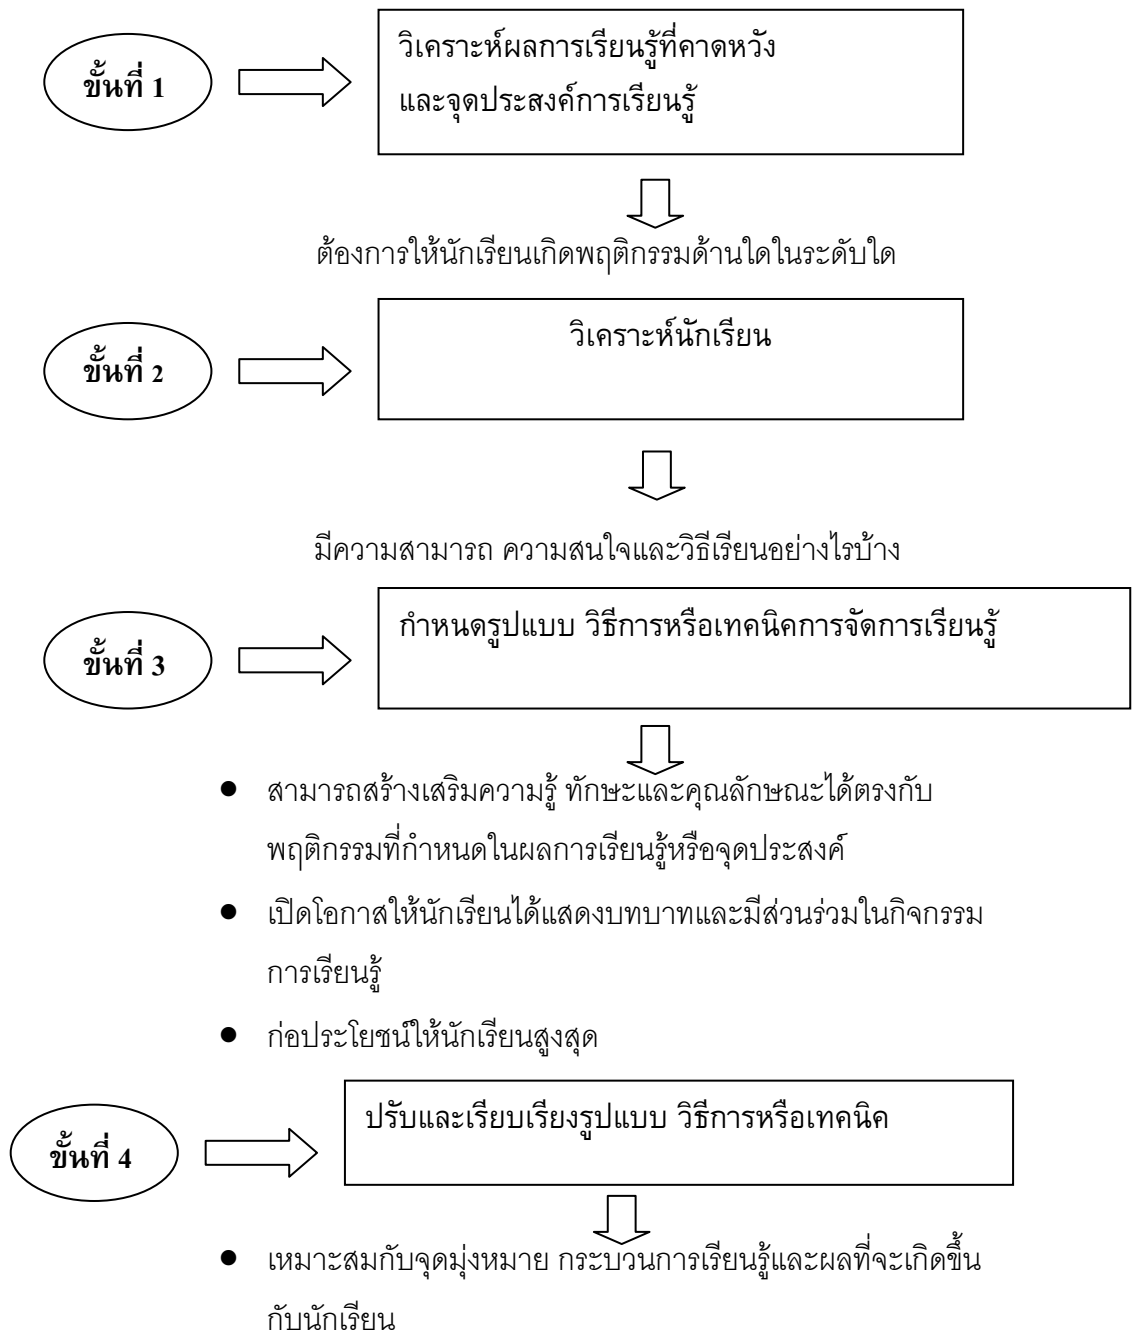 ขั้นที่ 1
วิเคราะห์ผลการเรียนรู้ที่คาดหวัง
และจุดประสงค์การเรียนรู้
ต้องการให้นักเรียนเกิดพฤติกรรมด้านใดในระดับใด
ขั้นที่ 2
วิเคราะห์นักเรียน
มีความสามารถ ความสนใจและวิธีเรียนอย่างไรบ้าง
ขั้นที่ 3
กำหนดรูปแบบ วิธีการหรือเทคนิคการจัดการเรียนรู้
● สามารถสร้างเสริมความรู้ ทักษะและคุณลักษณะได้ตรงกับ
พฤติกรรมที่กำหนดในผลการเรียนรู้หรือจุดประสงค์
● เปิดโอกาสให้นักเรียนได้แสดงบทบาทและมีส่วนร่วมในกิจกรรม
การเรียนรู้
● ก่อประโยชน์ให้นักเรียนสูงสุด
ขั้นที่ 4
ปรับและเรียบเรียงรูปแบบ วิธีการหรือเทคนิค
● เหมาะสมกับจุดมุ่งหมาย กระบวนการเรียนรู้และผลที่จะเกิดขึ้น
กับนักเรียน